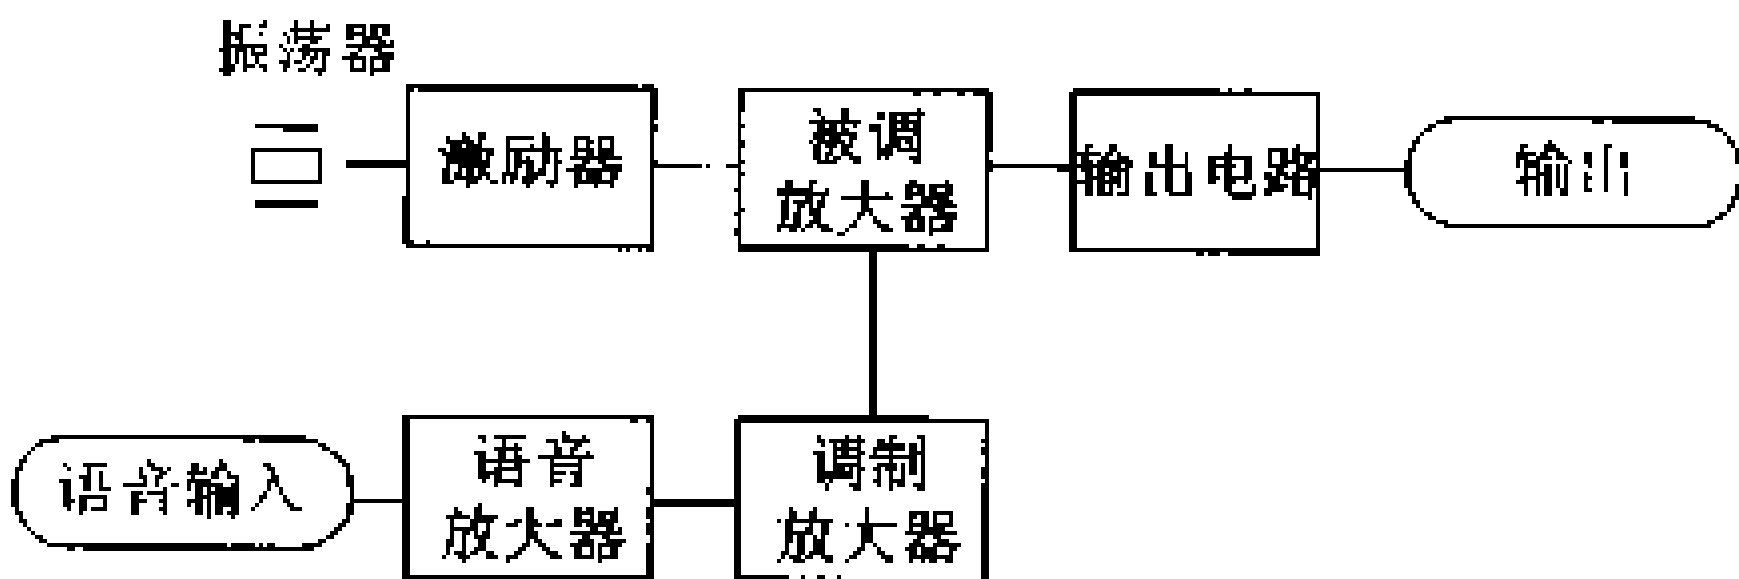 振荡器
激励器
被调
放大器
输出电路
输出
语音输入
语音
放大器
调制
放大器